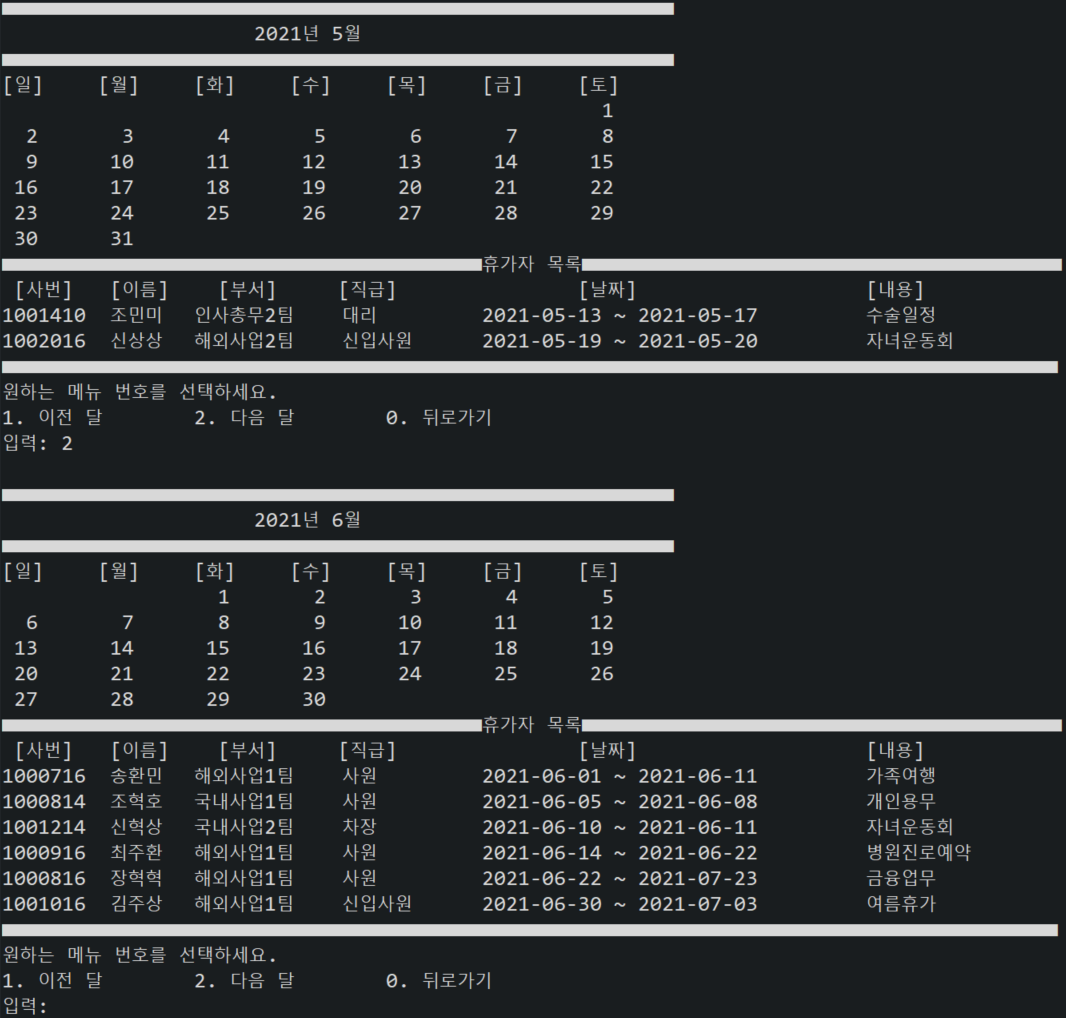 2021년 5월
[일] [월] [화] [수] [목] [금] [토]
1
2 3 4 5 6 7 8
9 10 11 12 13 14 15
16 17 18 19 20 21 22
23 24 25 26 27 28 29
30 31
휴가자 목록
[사번] [이름] [부서] [직급] [날짜] [내용]
1001410 조민미 인사총무2팀 대리 2021-05-13 ~ 2021-05-17 수술일정
1002016 신상상 해외사업2팀 신입사원 2021-05-19 ~ 2021-05-20 자녀운동회
원하는 메뉴 번호를 선택하세요.
1. 이전 달 2. 다음 달 0. 뒤로가기
입력: 2
2021년 6월
[일] [월] [화] [수] [목] [금] [토]
1 2 3 4 5
6 7 8 9 10 11 12
13 14 15 16 17 18 19
20 21 22 23 24 25 26
27 28 29 30
휴가자 목록
[사번] [이름] [부서] [직급] [날짜] [내용]
1000716 송환민 해외사업1팀 사원 2021-06-01 ~ 2021-06-11 가족여행
1000814 조혁호 국내사업1팀 사원 2021-06-05 ~ 2021-06-08 개인용무
1001214 신혁상 국내사업2팀 차장 2021-06-10 ~ 2021-06-11 자녀운동회
1000916 최주환 해외사업1팀 사원 2021-06-14 ~ 2021-06-22 병원진로예약
1000816 장혁혁 해외사업1팀 사원 2021-06-22 ~ 2021-07-23 금융업무
1001016 김주상 해외사업1팀 신입사원 2021-06-30 ~ 2021-07-03 여름휴가
원하는 메뉴 번호를 선택하세요.
1. 이전 달 2. 다음 달 0. 뒤로가기
입력: